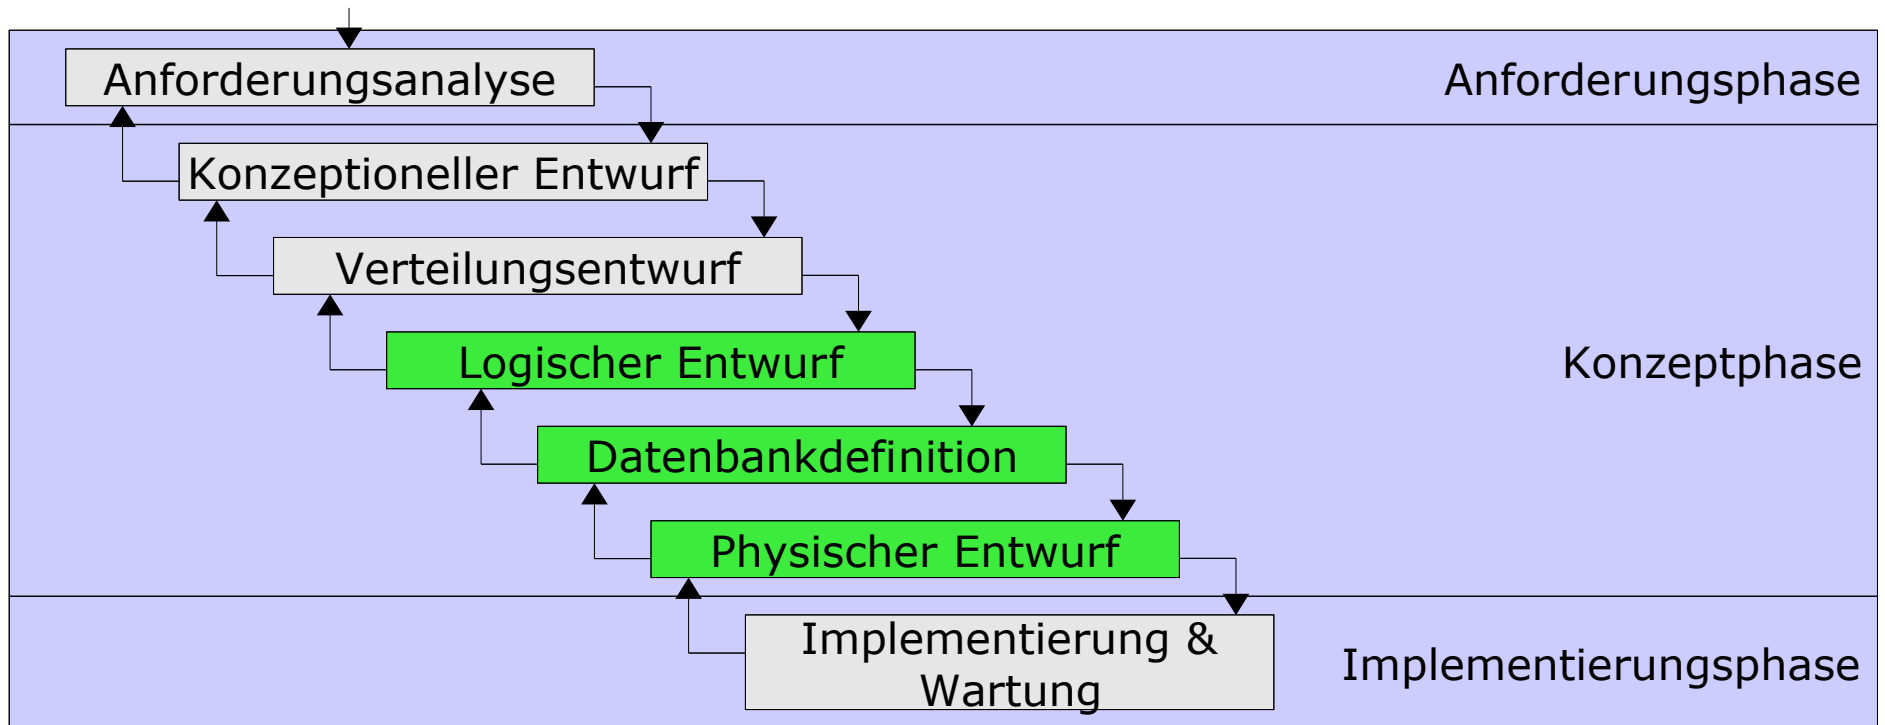 Anforderungsanalyse
Anforderungsphase
Konzeptioneller Entwurf
Verteilungsentwurf
Logischer Entwurf
Konzeptphase
Datenbankdefinition
Physischer Entwurf
Implementierung &
Wartung
Implementierungsphase